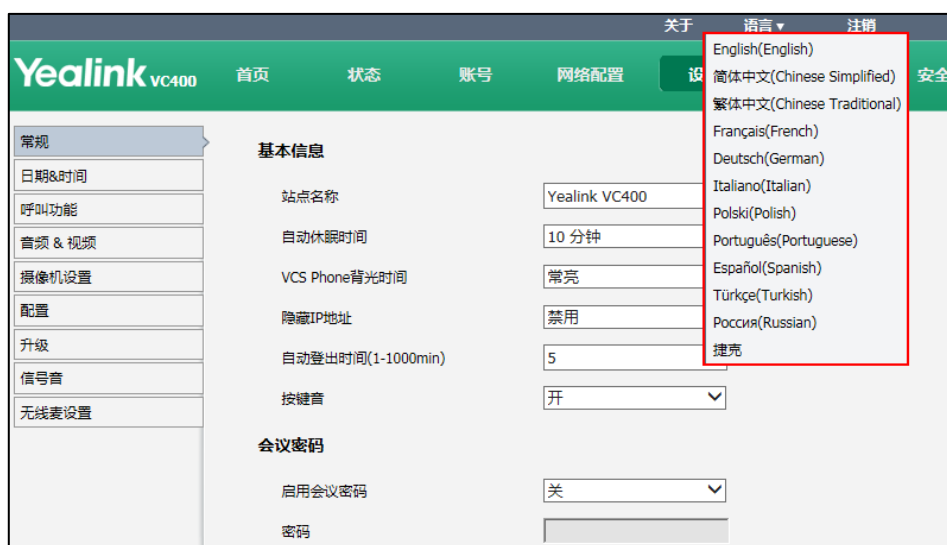 关于 语言 ▾ 注销
Yealink VC400 首页 状态 账号 网络配置 设 安全
English(English)
简体中文(Chinese Simplified)
繁体中文(Chinese Traditional)
Français(French)
Deutsch(German)
Italiano(Italian)
Polski(Polish)
Português(Portuguese)
Español(Spanish)
Türkçe(Turkish)
Россия(Russian)
捷克
常规
日期&时间
呼叫功能
音频 & 视频
摄像机设置
配置
升级
信号音
无线麦设置
基本信息
站点名称 Yealink VC400
自动休眠时间 10 分钟
VCS Phone背光时间 常亮
隐藏IP地址 禁用
自动登出时间(1-1000min) 5
按键音 开
会议密码
启用会议密码 关
密码